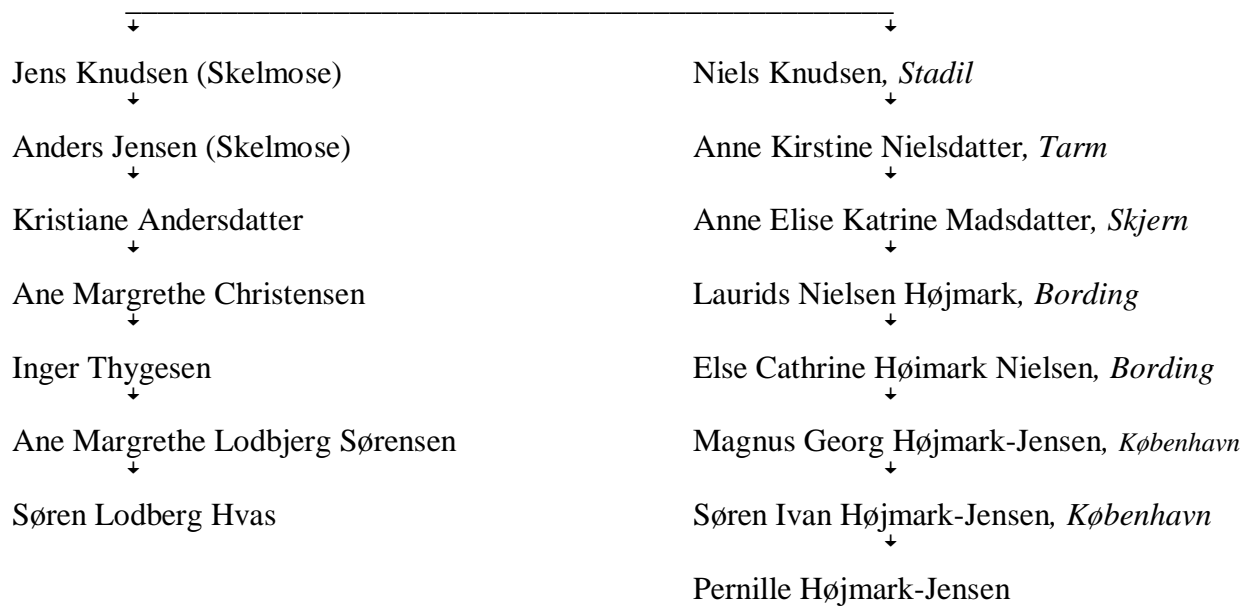 Jens Knudsen (Skelmose)
Niels Knudsen, Stadil
Anders Jensen (Skelmose)
Anne Kirstine Nielsdatter, Tarm
Kristiane Andersdatter
Anne Elise Katrine Madsdatter, Skjern
Ane Margrethe Christensen
Laurids Nielsen Højmark, Bording
Inger Thygesen
Else Cathrine Høimark Nielsen, Bording
Ane Margrethe Lodbjerg Sørensen
Magnus Georg Højmark-Jensen, København
Søren Lodberg Hvas
Søren Ivan Højmark-Jensen, København
Pernille Højmark-Jensen